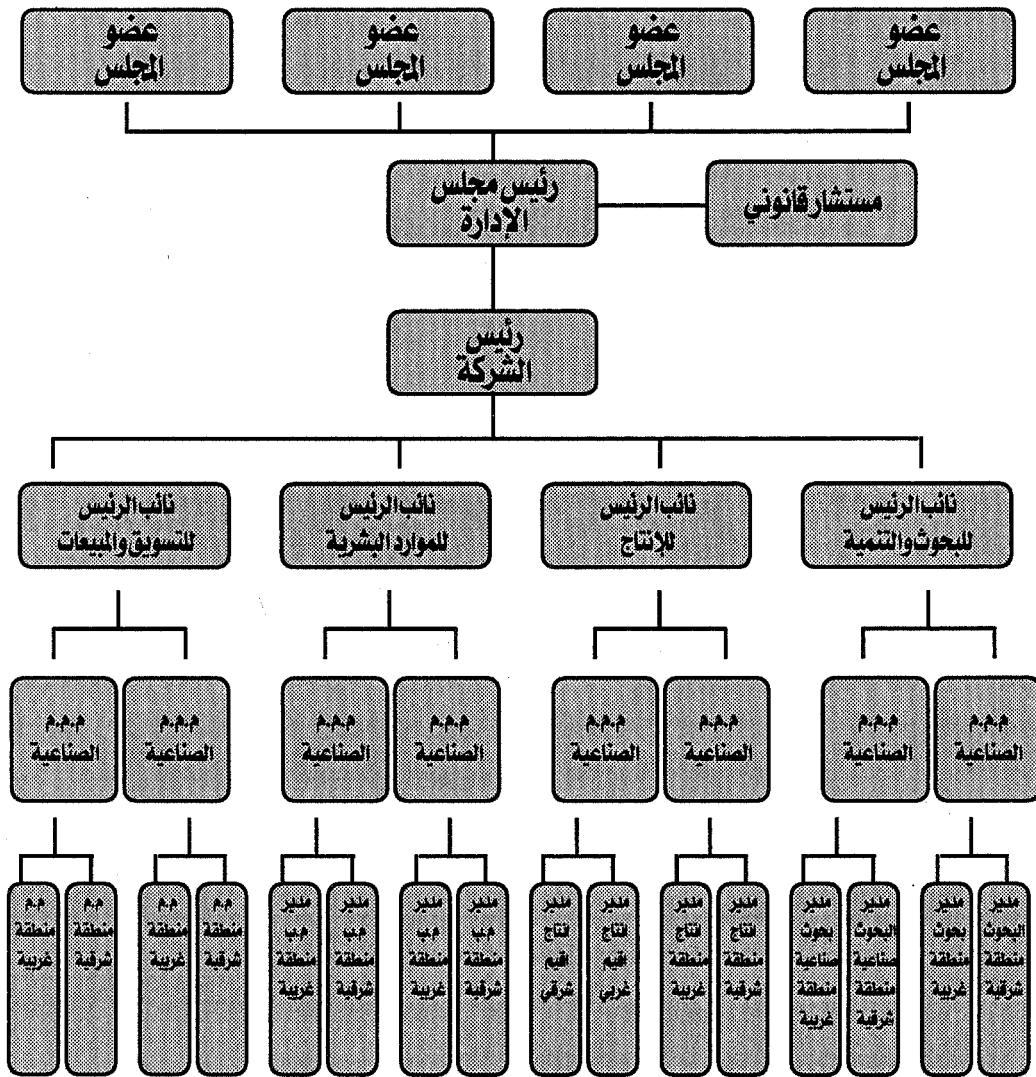 عضو
المجلس
عضو
المجلس
عضو
المجلس
عضو
المجلس
مستشار قانوني
رئيس مجلس
الإدارة
رئيس
الشركة
نائب الرئيس
للبحوث والتنمية
نائب الرئيس
للإنتاج
نائب الرئيس
للموارد البشرية
نائب الرئيس
للتسويق والمبيعات
م.م.م
الصناعية
م.م.م
الصناعية
م.م.م
الصناعية
م.م.م
الصناعية
م.م.م
الصناعية
م.م.م
الصناعية
م.م.م
الصناعية
م.م.م
الصناعية
مدير
البحوث
منطقة
شرقية
مدير
بحوث
منطقة
غربية
مدير
البحوث
صناعية
منطقة
شرقية
مدير
بحوث
صناعية
منطقة
غربية
مدير
انتاج
منطقة
شرقية
مدير
انتاج
منطقة
غربية
مدير
انتاج
اقيم
غربي
مدير
انتاج
اقيم
شرقي
مدير
م.ب
منطقة
شرقية
مدير
م.ب
منطقة
غربية
مدير
م.ب
منطقة
شرقية
مدير
م.ب
منطقة
غربية
م.م
منطقة
شرقية
م.م
منطقة
غربية
م.م
منطقة
شرقية
م.م
منطقة
غربية